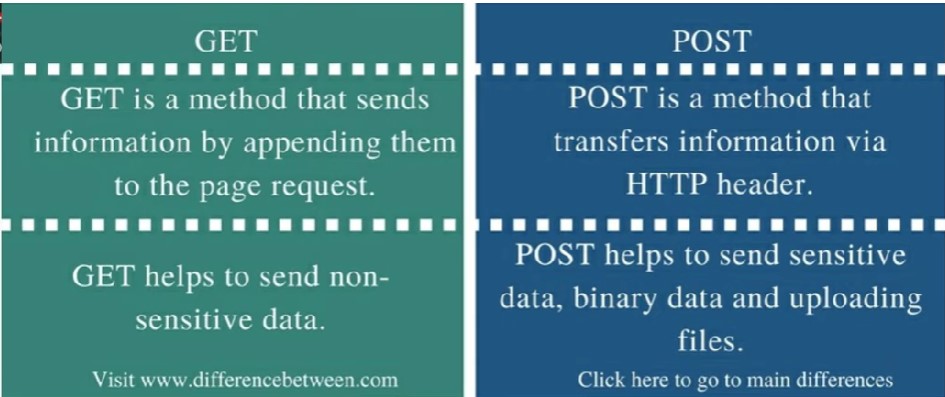 GET
GET is a method that sends
information by appending them
to the page request.
GET helps to send non-
sensitive data.
Visit www.differencebetween.com
POST
POST is a method that
transfers information via
HTTP header.
POST helps to send sensitive
data, binary data and uploading
files.
Click here to go to main differences